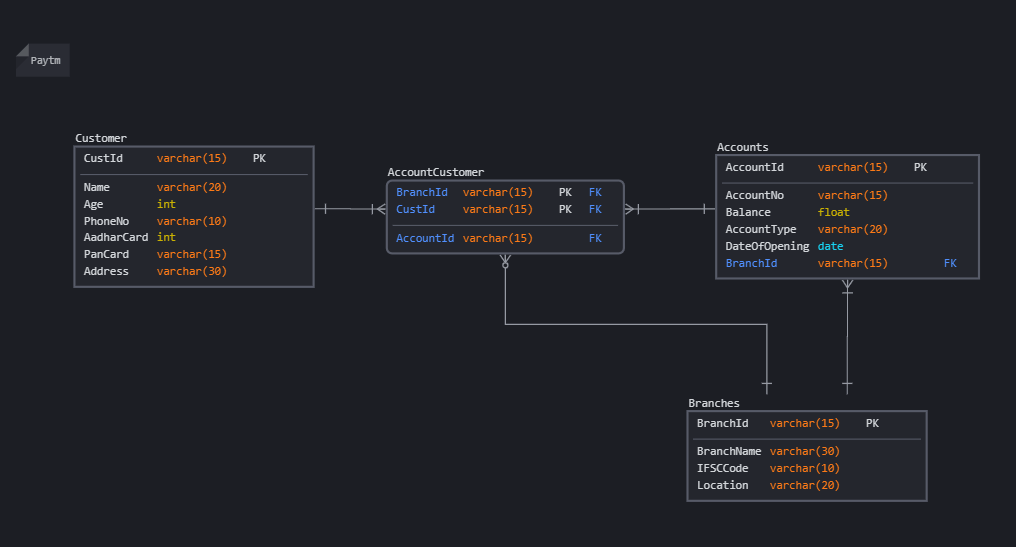 Paytm
Customer
CustId varchar(15) PK
Name varchar(20)
Age int
PhoneNo varchar(10)
AadharCard int
PanCard varchar(15)
Address varchar(30)
AccountCustomer
BranchId varchar(15) PK FK
CustId varchar(15) PK FK
AccountId varchar(15) FK
Accounts
AccountId varchar(15) PK
AccountNo varchar(15)
Balance float
AccountType varchar(20)
DateOfOpening date
BranchId varchar(15) FK
Branches
BranchId varchar(15) PK
BranchName varchar(30)
IFSCCode varchar(10)
Location varchar(20)